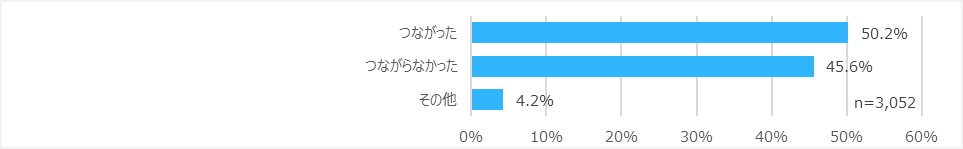 つながった 50.2%
つながらなかった 45.6%
その他 4.2%
n=3,052
0% 10% 20% 30% 40% 50% 60%